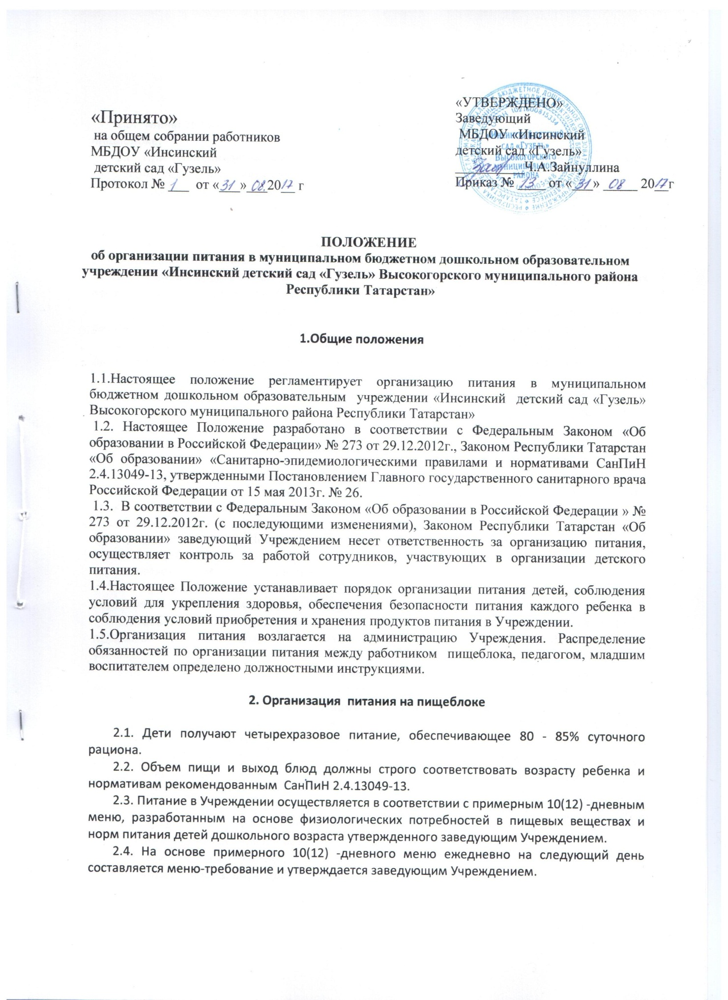 «Принято»
на общем собрании работников
МБДОУ «Инсинский
детский сад «Гузель»
Протокол № 1 от «31» 08.2017 г
«УТВЕРЖДЕНО»
Заведующий
МБДОУ «Инсинский
детский сад «Гузель»
Ч.А.Зайнуллина
Приказ № 13 от «31» 08 2017г
ПОЛОЖЕНИЕ
об организации питания в муниципальном бюджетном дошкольном образовательном
учреждении «Инсинский детский сад «Гузель» Высокогорского муниципального района
Республики Татарстан»
1.Общие положения
1.1.Настоящее положение регламентирует организацию питания в муниципальном
бюджетном дошкольном образовательным учреждении «Инсинский детский сад «Гузель»
Высокогорского муниципального района Республики Татарстан»
1.2. Настоящее Положение разработано в соответствии с Федеральным Законом «Об
образовании в Российской Федерации» № 273 от 29.12.2012г., Законом Республики Татарстан
«Об образовании» «Санитарно-эпидемиологическими правилами и нормативами СанПиН
2.4.13049-13, утвержденными Постановлением Главного государственного санитарного врача
Российской Федерации от 15 мая 2013г. № 26.
1.3. В соответствии с Федеральным Законом «Об образовании в Российской Федерации » №
273 от 29.12.2012г. (с последующими изменениями), Законом Республики Татарстан «Об
образовании» заведующий Учреждением несет ответственность за организацию питания,
осуществляет контроль за работой сотрудников, участвующих в организации детского
питания.
1.4.Настоящее Положение устанавливает порядок организации питания детей, соблюдения
условий для укрепления здоровья, обеспечения безопасности питания каждого ребенка в
соблюдения условий приобретения и хранения продуктов питания в Учреждении.
1.5.Организация питания возлагается на администрацию Учреждения. Распределение
обязанностей по организации питания между работником пищеблока, педагогом, младшим
воспитателем определено должностными инструкциями.
2. Организация питания на пищеблоке
2.1. Дети получают четырехразовое питание, обеспечивающее 80 - 85% суточного
рациона.
2.2. Объем пищи и выход блюд должны строго соответствовать возрасту ребенка и
нормативам рекомендованным СанПиН 2.4.13049-13.
2.3. Питание в Учреждении осуществляется в соответствии с примерным 10(12) -дневным
меню, разработанным на основе физиологических потребностей в пищевых веществах и
норм питания детей дошкольного возраста утвержденного заведующим Учреждением.
2.4. На основе примерного 10(12) -дневного меню ежедневно на следующий день
составляется меню-требование и утверждается заведующим Учреждением.